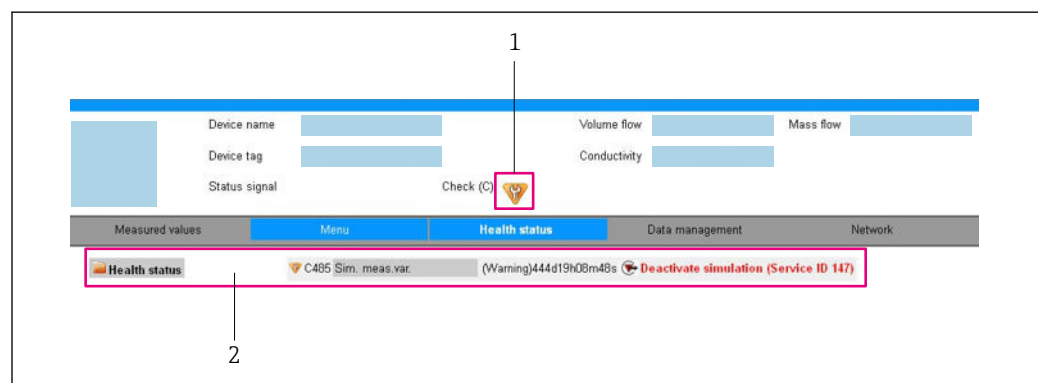 1
Device name Volume flow Mass flow
Device tag Conductivity
Status signal Check (C)
Measured values Menu Health status Data management Network
Health status C485 Sim. meas.var. (Warning)444d19h08m48s Deactivate simulation (Service ID 147)
2